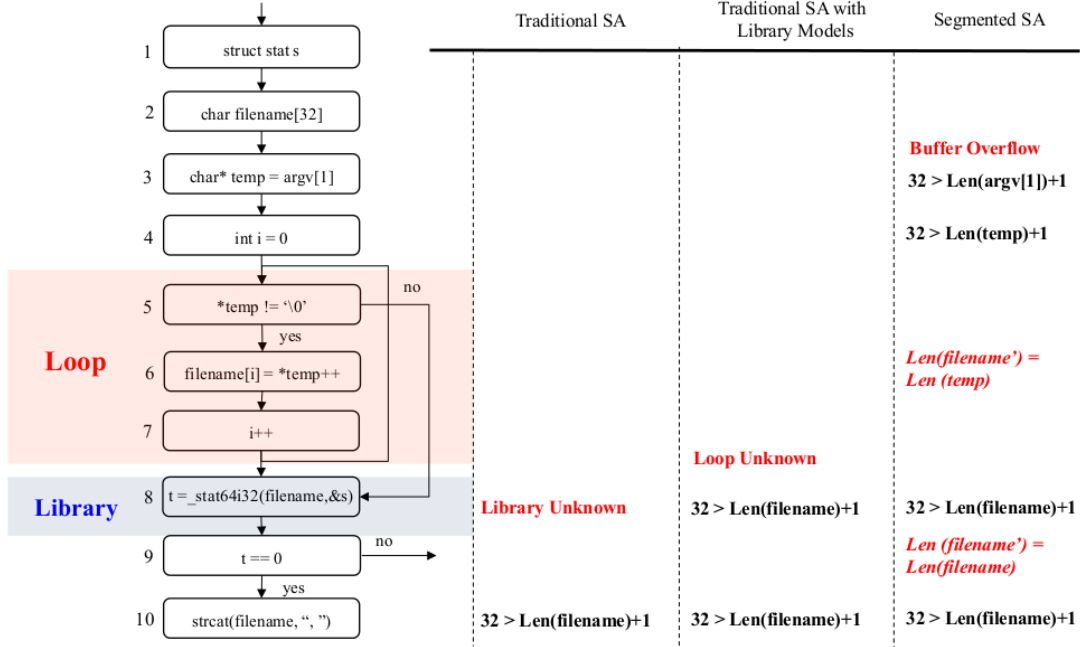 Traditional SA
Traditional SA with
Library Models
Segmented SA
1
struct stat s
2
char filename[32]
Buffer Overflow
3
char* temp = argv[1]
32 > Len(argv[1])+1
4
int i = 0
32 > Len(temp)+1
no
5
*temp != ‘\0’
yes
Loop
6
filename[i] = *temp++
Len(filename’) =
Len (temp)
7
i++
Loop Unknown
Library
8
t =_stat64i32(filename,&s)
Library Unknown
32 > Len(filename)+1
32 > Len(filename)+1
9
t == 0
no
Len (filename’) =
Len(filename)
yes
10
strcat(filename, “, ”)
32 > Len(filename)+1
32 > Len(filename)+1
32 > Len(filename)+1